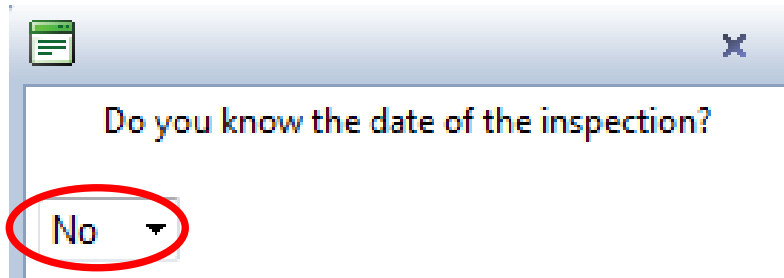 Do you know the date of the inspection?
No